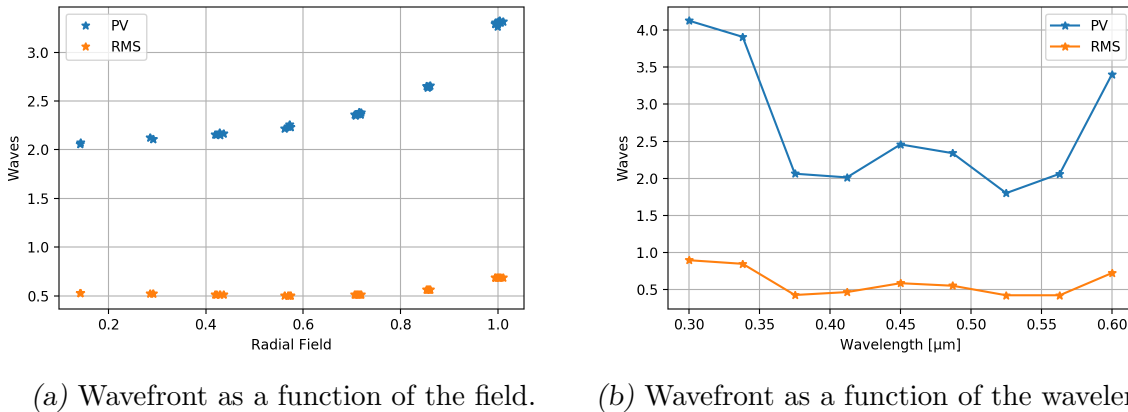 PV
RMS
3.0
2.5
2.0
1.5
1.0
0.5
Waves
0.2 0.4 0.6 0.8 1.0
Radial Field
(a) Wavefront as a function of the field.
PV
RMS
4.0
3.5
3.0
2.5
2.0
1.5
1.0
0.5
Waves
0.30 0.35 0.40 0.45 0.50 0.55 0.60
Wavelength [μm]
(b) Wavefront as a function of the